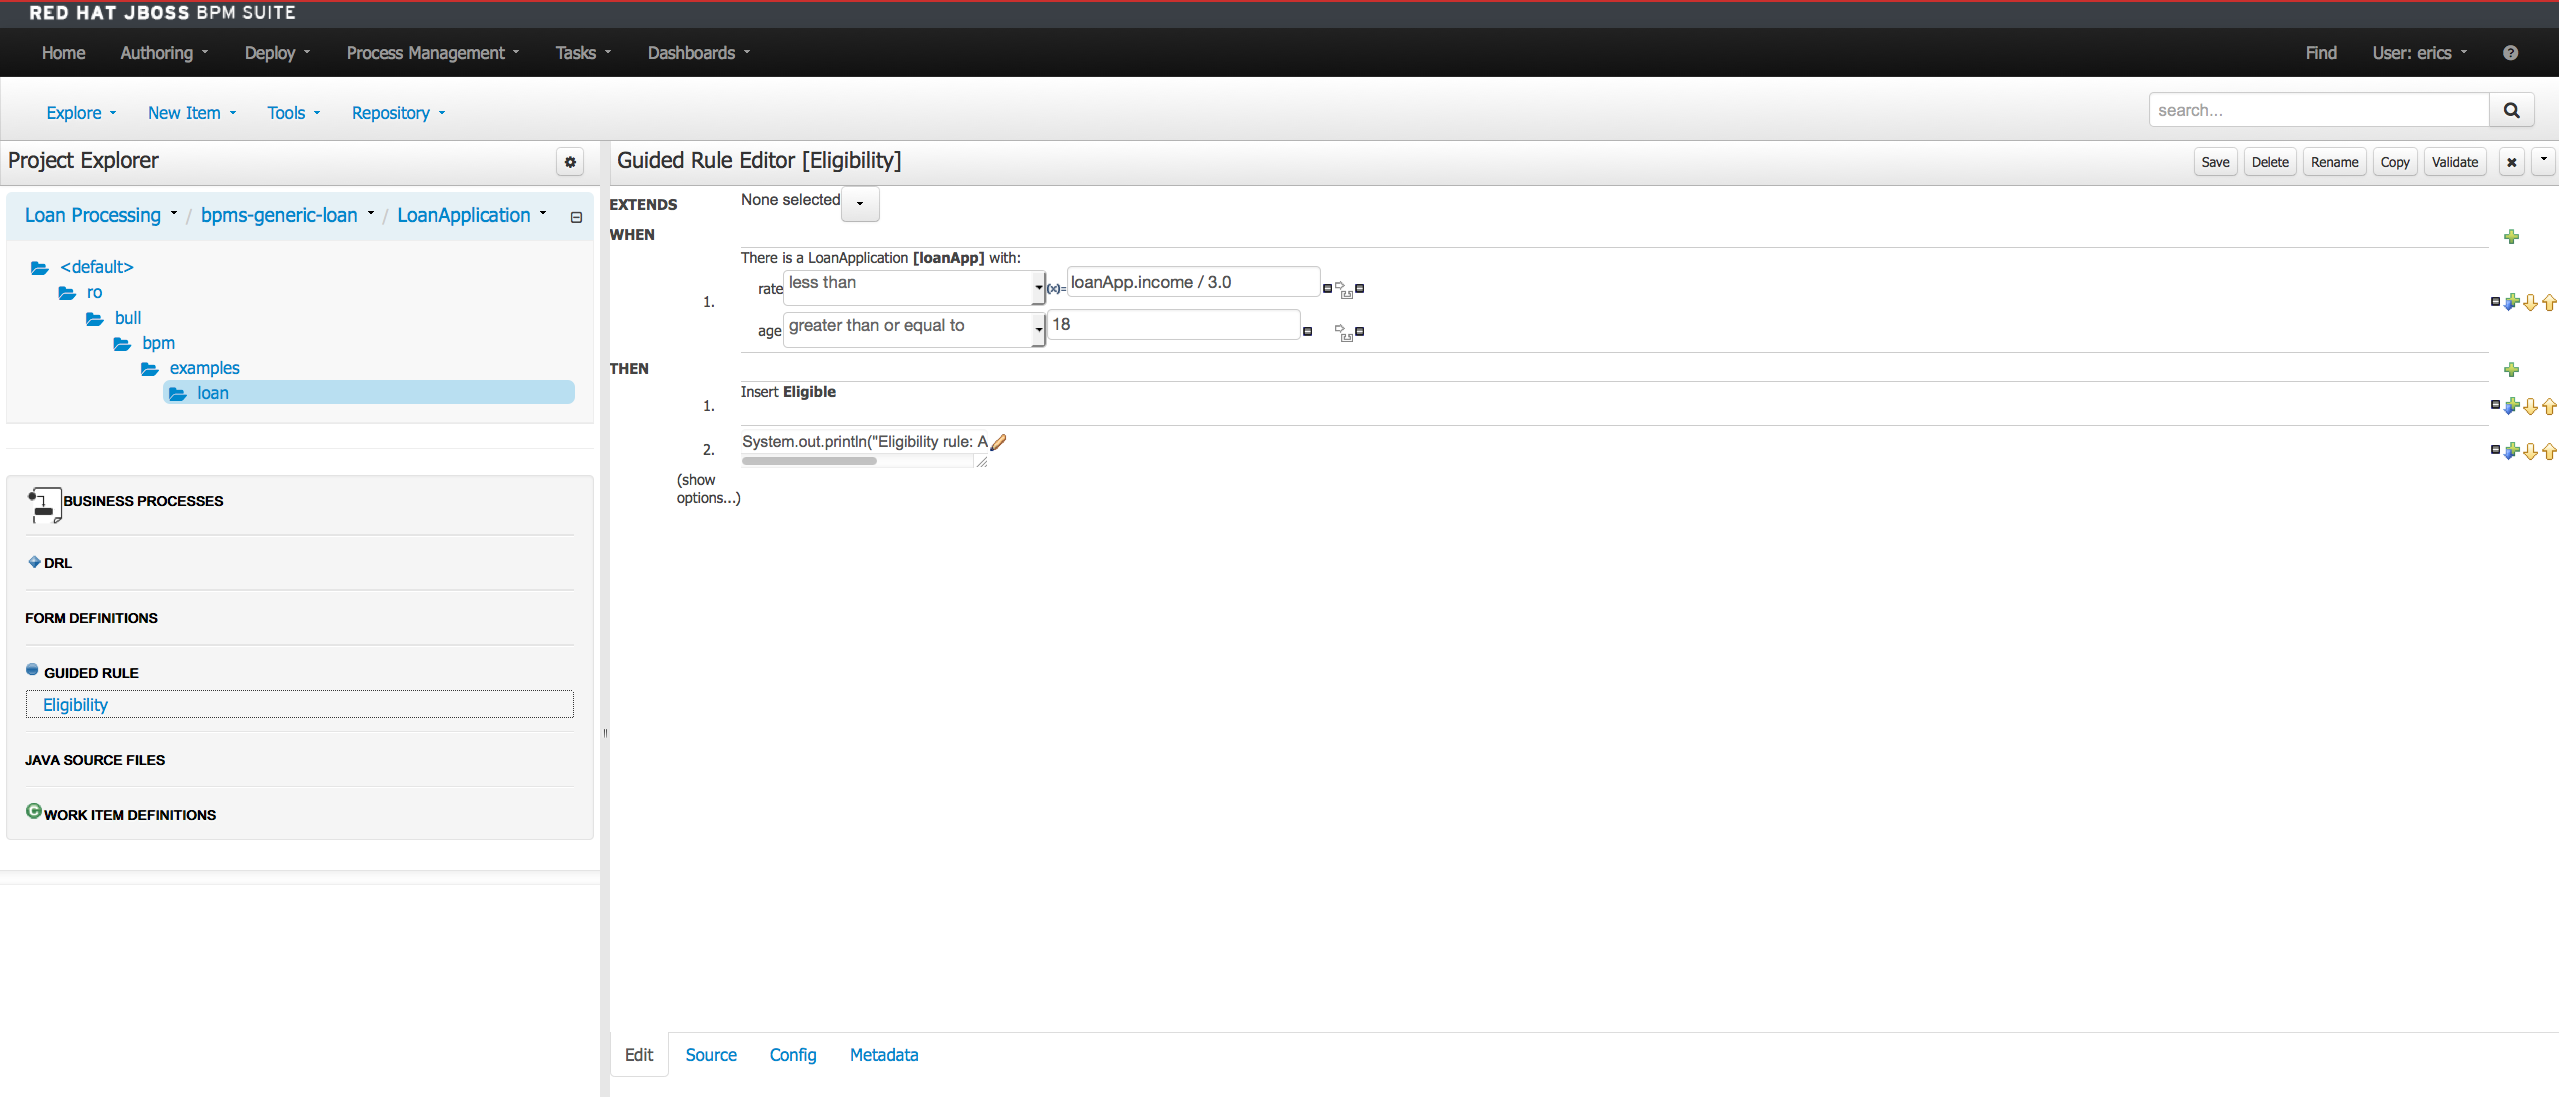 RED HAT JBOSS BPM SUITE
Home Authoring Deploy Process Management Tasks Dashboards Find User: erics
Explore New Item Tools Repository search...
Project Explorer
Loan Processing / bpms-generic-loan / LoanApplication
<default>
ro
bull
bpm
examples
loan
BUSINESS PROCESSES
DRL
FORM DEFINITIONS
GUIDED RULE
Eligibility
JAVA SOURCE FILES
WORK ITEM DEFINITIONS
Guided Rule Editor [Eligibility] Save Delete Rename Copy Validate
EXTENDS None selected
WHEN
There is a LoanApplication [loanApp] with:
1. rate less than (x)= loanApp.income / 3.0
age greater than or equal to 18
THEN
1. Insert Eligible
2. System.out.println("Eligibility rule: A
(show
options...)
Edit Source Config Metadata